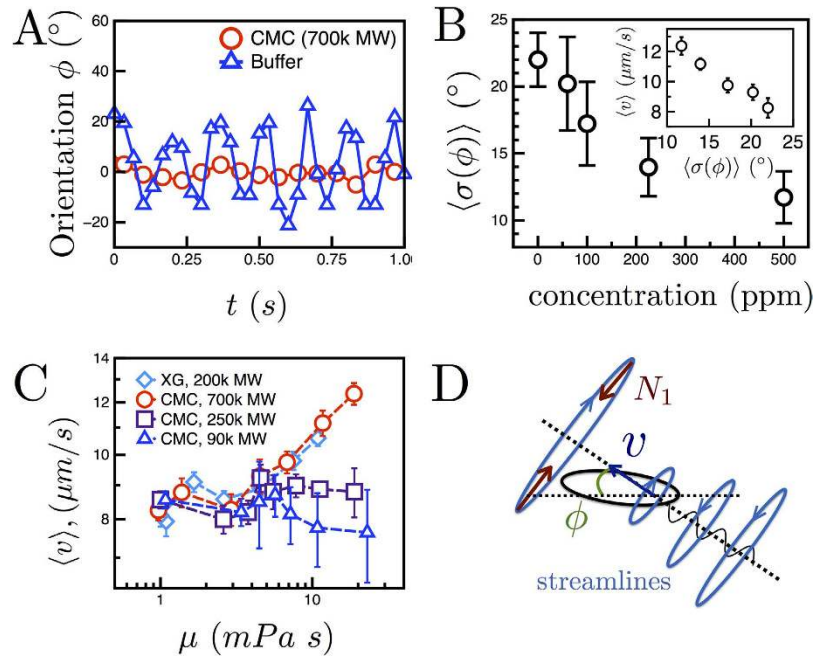 A
Orientation ϕ (°)
60
40
20
0
−20
CMC (700k MW)
Buffer
0
0.25
0.50
0.75
1.00
t (s)
B
⟨σ(ϕ)⟩ (°)
25
20
15
10
0
100
200
300
400
500
concentration (ppm)
⟨v⟩ (μm/s)
12
10
8
10
15
20
25
⟨σ(ϕ)⟩ (°)
C
⟨v⟩, (μm/s)
14
12
10
8
XG, 200k MW
CMC, 700k MW
CMC, 250k MW
CMC, 90k MW
1
10
μ (mPa s)
D
N₁
v
ϕ
streamlines